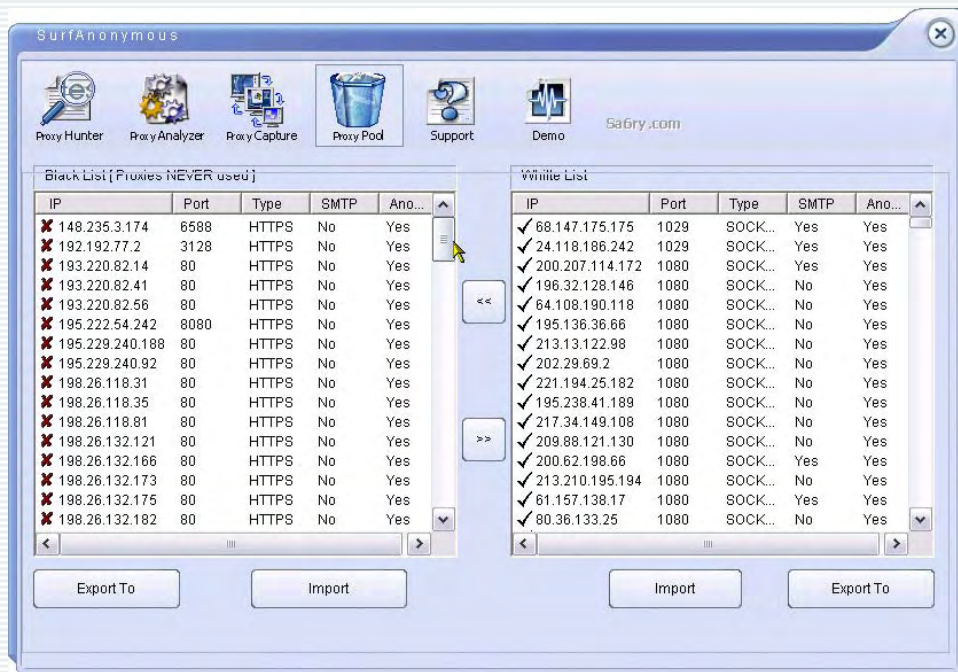 SurfAnonymous
Proxy Hunter Proxy Analyzer Proxy Capture Proxy Pool Support Demo Sa6ry.com
Black List [ Proxies NEVER used ]
IP Port Type SMTP Ano...
148.235.3.174 6588 HTTPS No Yes
192.192.77.2 3128 HTTPS No Yes
193.220.82.14 80 HTTPS No Yes
193.220.82.41 80 HTTPS No Yes
193.220.82.56 80 HTTPS No Yes
195.222.54.242 8080 HTTPS No Yes
195.229.240.188 80 HTTPS No Yes
195.229.240.92 80 HTTPS No Yes
198.26.118.31 80 HTTPS No Yes
198.26.118.35 80 HTTPS No Yes
198.26.118.81 80 HTTPS No Yes
198.26.132.121 80 HTTPS No Yes
198.26.132.166 80 HTTPS No Yes
198.26.132.173 80 HTTPS No Yes
198.26.132.175 80 HTTPS No Yes
198.26.132.182 80 HTTPS No Yes
Export To Import
<<
>>
White List
IP Port Type SMTP Ano...
68.147.175.175 1029 SOCK... Yes Yes
24.118.186.242 1029 SOCK... Yes Yes
200.207.114.172 1080 SOCK... Yes Yes
196.32.128.146 1080 SOCK... No Yes
64.108.190.118 1080 SOCK... No Yes
195.136.36.66 1080 SOCK... No Yes
213.13.122.98 1080 SOCK... No Yes
202.29.69.2 1080 SOCK... No Yes
221.194.25.182 1080 SOCK... No Yes
195.238.41.189 1080 SOCK... No Yes
217.34.149.108 1080 SOCK... No Yes
209.88.121.130 1080 SOCK... No Yes
200.62.198.66 1080 SOCK... Yes Yes
213.210.195.194 1080 SOCK... No Yes
61.157.138.17 1080 SOCK... Yes Yes
80.36.133.25 1080 SOCK... No Yes
Import Export To